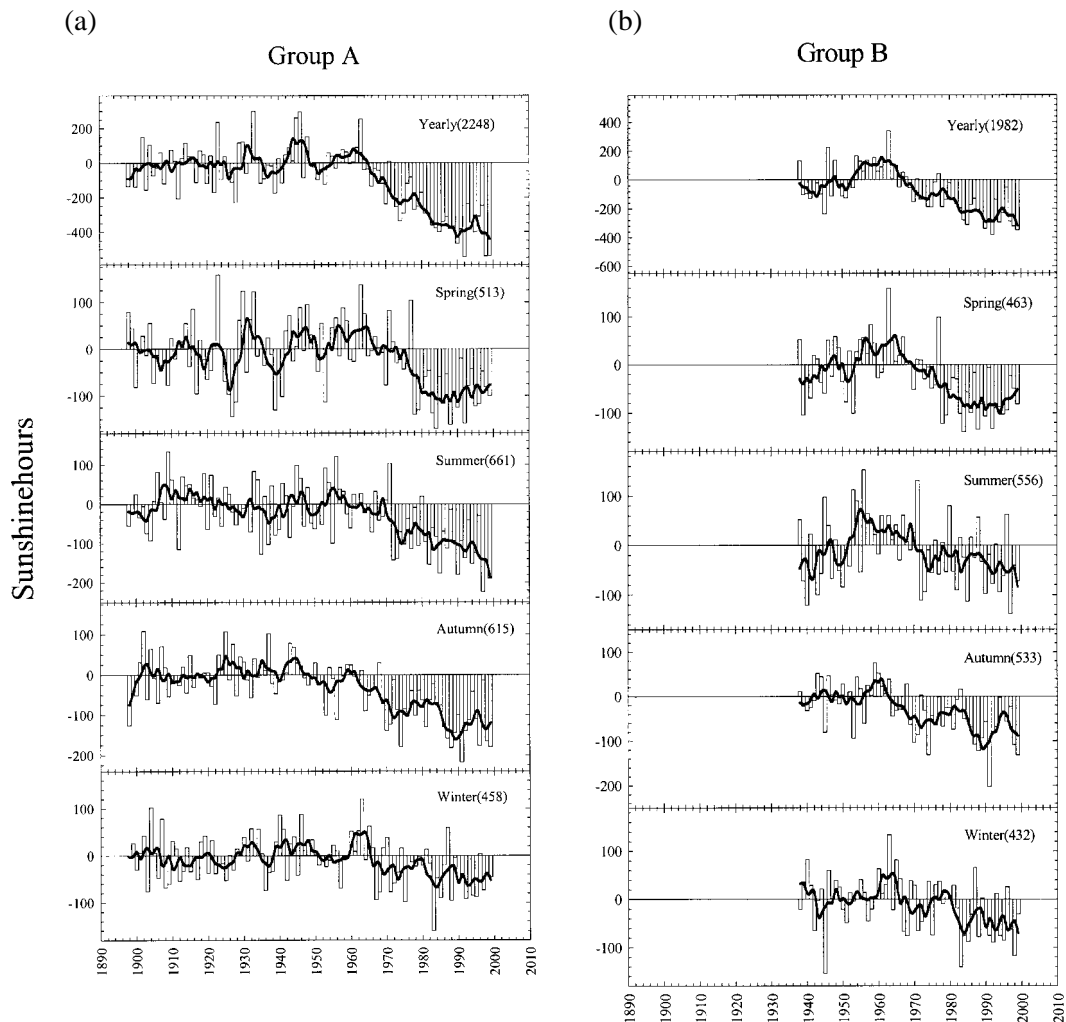 (a)
Group A
Sunshinehours
Yearly(2248)
200
0
-200
-400
Spring(513)
100
0
-100
Summer(661)
100
0
-100
-200
Autumn(615)
100
0
-100
-200
Winter(458)
100
0
-100
1890 1900 1910 1920 1930 1940 1950 1960 1970 1980 1990 2000 2010
(b)
Group B
Yearly(1982)
400
200
0
-200
-400
-600
Spring(463)
100
0
-100
Summer(556)
100
0
-100
Autumn(533)
100
0
-100
-200
Winter(432)
100
0
-100
1890 1900 1910 1920 1930 1940 1950 1960 1970 1980 1990 2000 2010